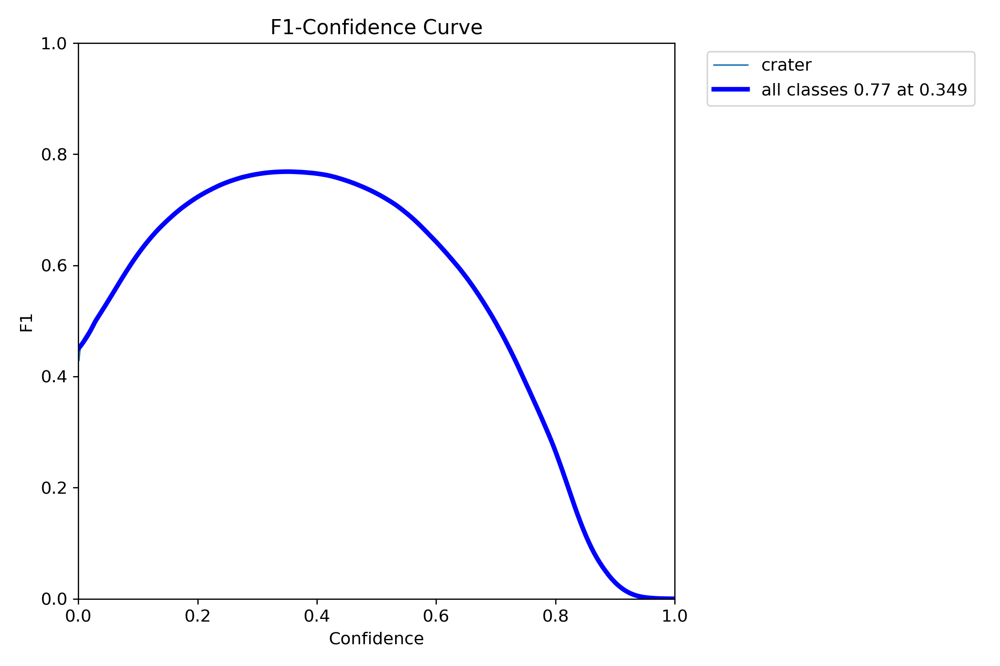 F1-Confidence Curve
1.0
0.8
0.6
0.4
0.2
0.0
F1
0.0 0.2 0.4 0.6 0.8 1.0
Confidence
crater
all classes 0.77 at 0.349